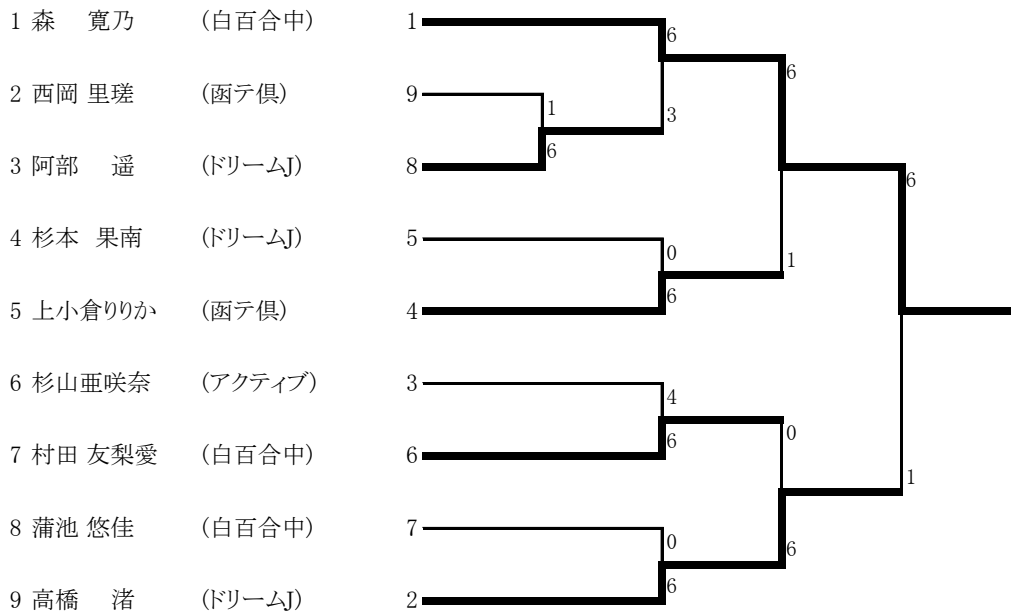 1 森　寛乃 (白百合中) 1
6
6
2 西岡 里瑳 (函テ倶) 9
1
3
6
3 阿部　遥 (ドリームJ) 8
6
4 杉本 果南 (ドリームJ) 5
0
1
6
5 上小倉りりか (函テ倶) 4
6 杉山亜咲奈 (アクティブ) 3
4
0
6
7 村田 友梨愛 (白百合中) 6
1
8 蒲池 悠佳 (白百合中) 7
0
6
6
9 高橋　渚 (ドリームJ) 2